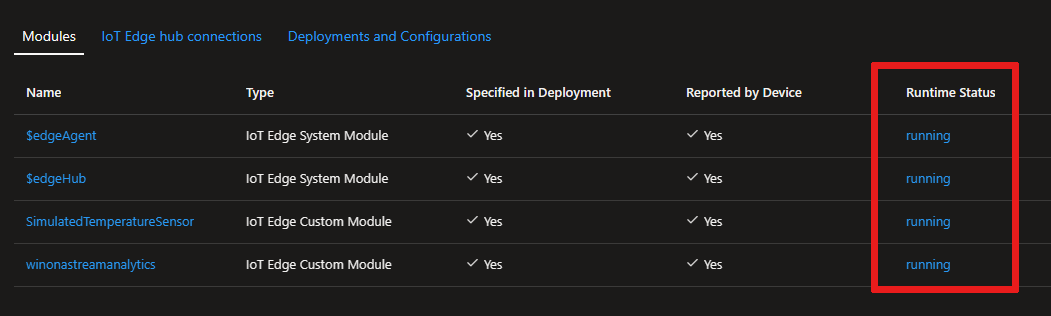 Modules IoT Edge hub connections Deployments and Configurations
Name Type Specified in Deployment Reported by Device Runtime Status
$edgeAgent IoT Edge System Module Yes Yes running
$edgeHub IoT Edge System Module Yes Yes running
SimulatedTemperatureSensor IoT Edge Custom Module Yes Yes running
winonastreamanalytics IoT Edge Custom Module Yes Yes running